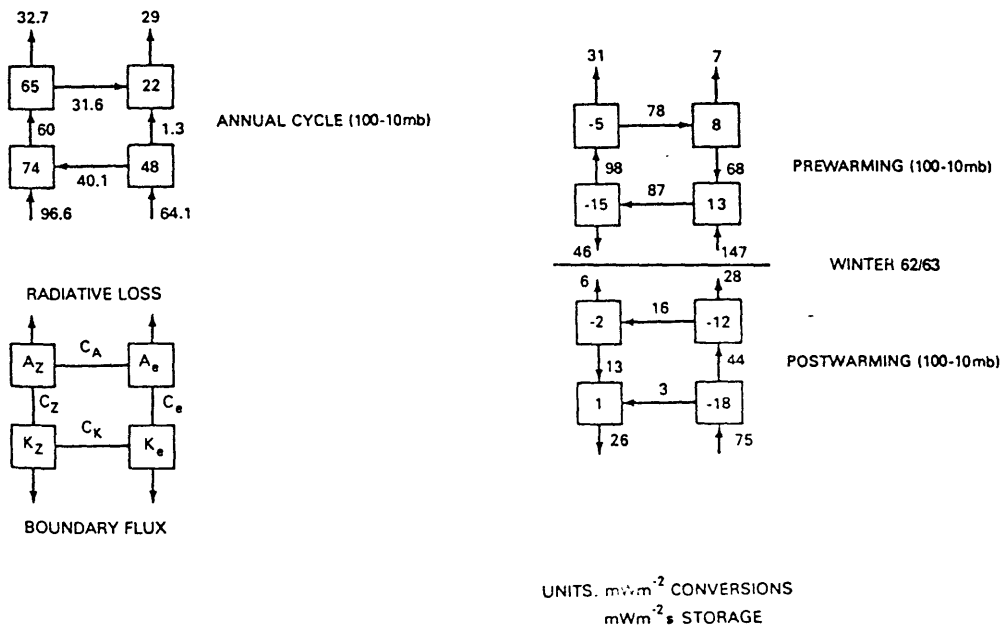 32.7 29
65 22
31.6
60 1.3
74 48
40.1
96.6 64.1
ANNUAL CYCLE (100-10mb)
RADIATIVE LOSS
A_Z C_A A_e
C_Z C_e
K_Z C_K K_e
BOUNDARY FLUX
31 7
-5 78 8
98 68
-15 87 13
46 147
PREWARMING (100-10mb)
WINTER 62/63
6 28
-2 16 -12
13 44
1 3 -18
26 75
POSTWARMING (100-10mb)
UNITS. mWm⁻² CONVERSIONS
mWm⁻²s STORAGE